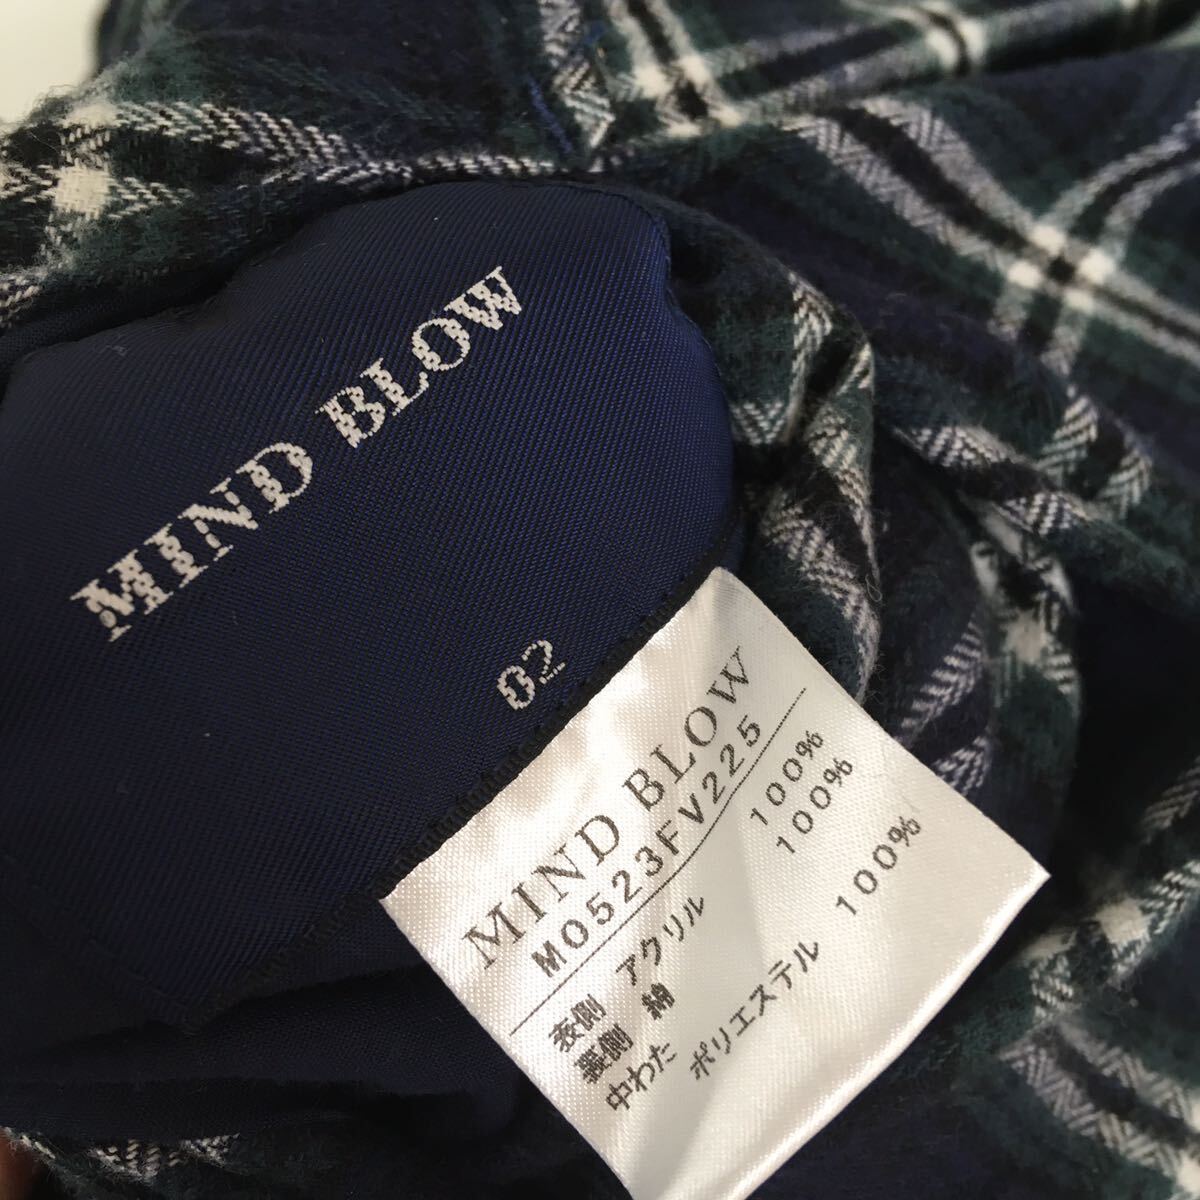 MIND BLOW
02
MIND BLOW
M0523FV225
表側 アクリル 100%
裏側 綿 100%
中わた ポリエステル 100%